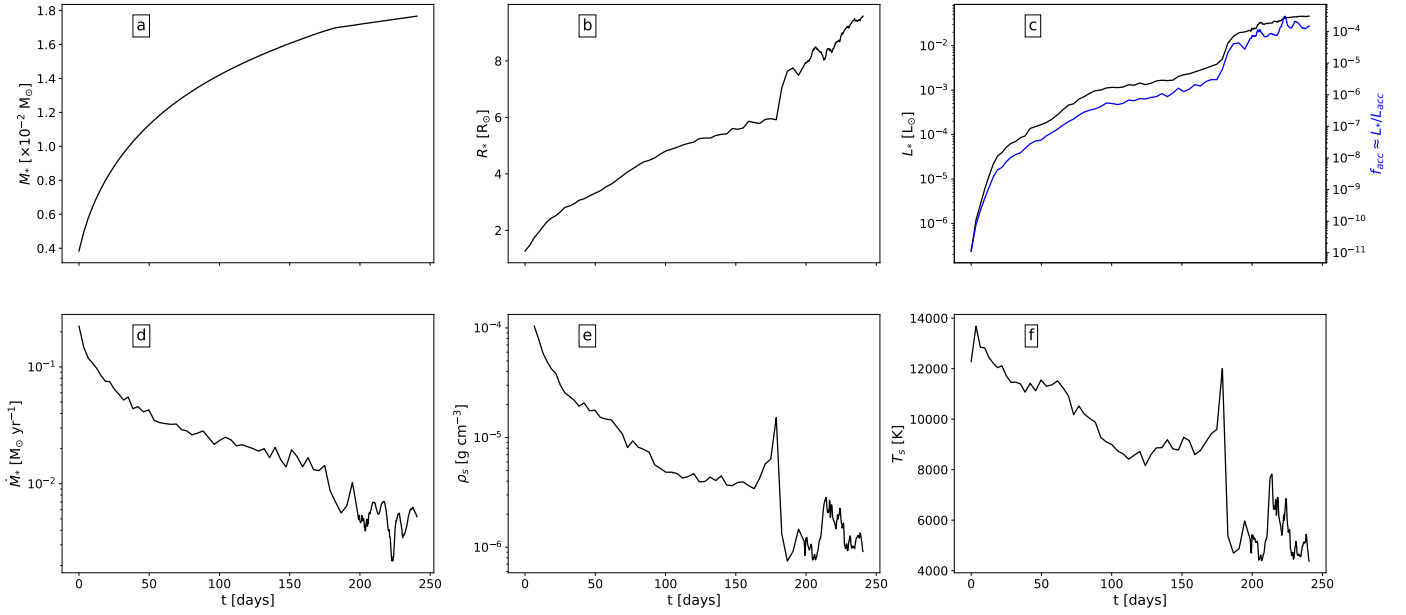 a
b
c
1.8
1.6
1.4
1.2
1.0
0.8
0.6
0.4
M* [×10⁻² M⊙]
8
6
4
2
R* [R⊙]
10⁻²
10⁻³
10⁻⁴
10⁻⁵
10⁻⁶
L* [L⊙]
10⁻⁴
10⁻⁵
10⁻⁶
10⁻⁷
10⁻⁸
10⁻⁹
10⁻¹⁰
10⁻¹¹
f_acc ≈ L*/L_acc
d
e
f
10⁻¹
10⁻²
Ṁ* [M⊙ yr⁻¹]
0 50 100 150 200 250
t [days]
10⁻⁴
10⁻⁵
10⁻⁶
ρₛ [g cm⁻³]
0 50 100 150 200 250
t [days]
14000
12000
10000
8000
6000
4000
Tₛ [K]
0 50 100 150 200 250
t [days]